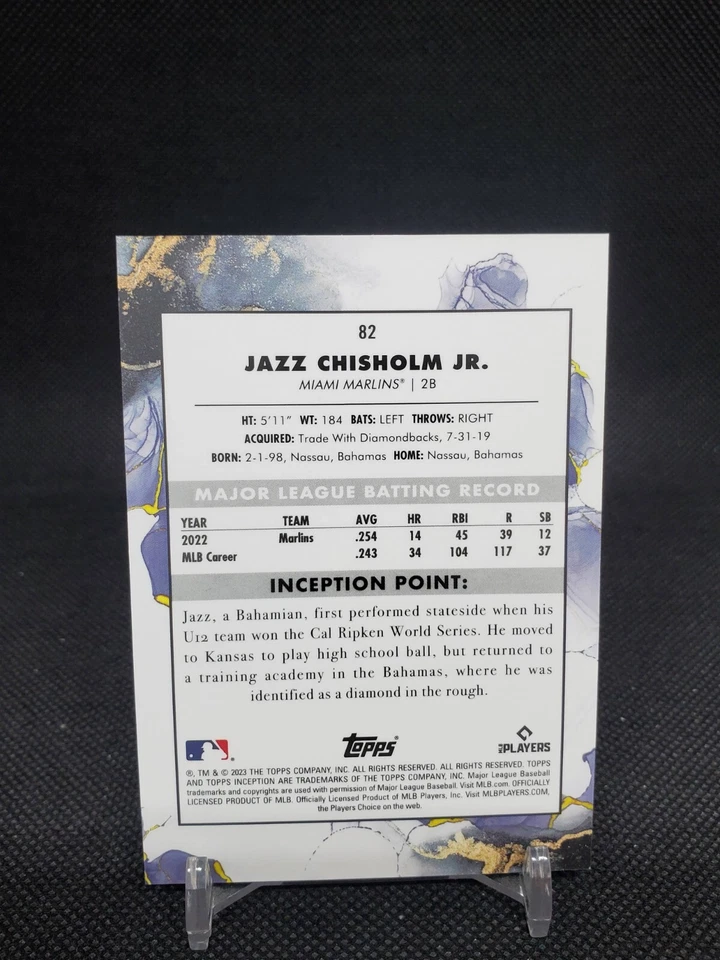 82
JAZZ CHISHOLM JR.
MIAMI MARLINS® | 2B
HT: 5'11" WT: 184 BATS: LEFT THROWS: RIGHT
ACQUIRED: Trade With Diamondbacks, 7-31-19
BORN: 2-1-98, Nassau, Bahamas HOME: Nassau, Bahamas
MAJOR LEAGUE BATTING RECORD
YEAR TEAM AVG HR RBI R SB
2022 Marlins .254 14 45 39 12
MLB Career .243 34 104 117 37
INCEPTION POINT:
Jazz, a Bahamian, first performed stateside when his
U12 team won the Cal Ripken World Series. He moved
to Kansas to play high school ball, but returned to
a training academy in the Bahamas, where he was
identified as a diamond in the rough.
Topps® MLB PLAYERS
®, TM & © 2023 THE TOPPS COMPANY, INC. ALL RIGHTS RESERVED. ALL RIGHTS RESERVED. TOPPS
AND TOPPS INCEPTION ARE TRADEMARKS OF THE TOPPS COMPANY, INC. Major League Baseball
trademarks and copyrights are used with permission of Major League Baseball. Visit MLB.com. OFFICIALLY
LICENSED PRODUCT OF MLB. Officially Licensed Product of MLB Players, Inc. Visit MLBPLAYERS.COM,
the Players Choice on the web.